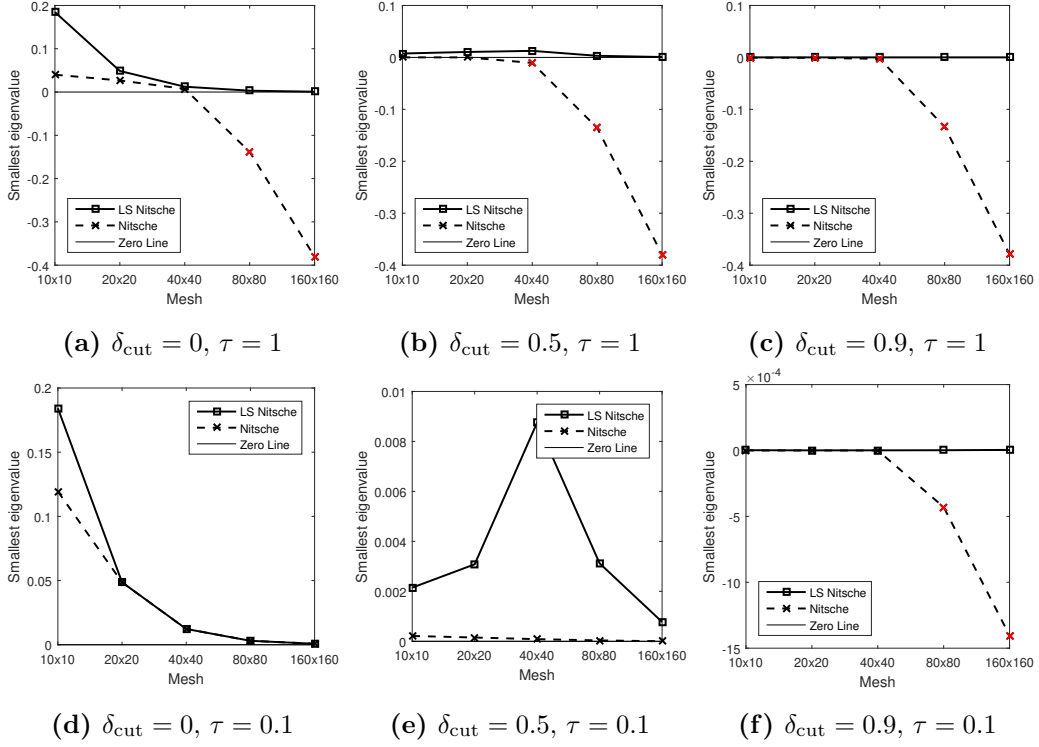 0.2
0.1
0
-0.1
-0.2
-0.3
-0.4
Smallest eigenvalue
LS Nitsche
Nitsche
Zero Line
10x10 20x20 40x40 80x80 160x160
Mesh
(a) δcut = 0, τ = 1
0.1
0
-0.1
-0.2
-0.3
-0.4
Smallest eigenvalue
LS Nitsche
Nitsche
Zero Line
10x10 20x20 40x40 80x80 160x160
Mesh
(b) δcut = 0.5, τ = 1
0.1
0
-0.1
-0.2
-0.3
-0.4
Smallest eigenvalue
LS Nitsche
Nitsche
Zero Line
10x10 20x20 40x40 80x80 160x160
Mesh
(c) δcut = 0.9, τ = 1
0.2
0.15
0.1
0.05
0
Smallest eigenvalue
LS Nitsche
Nitsche
Zero Line
10x10 20x20 40x40 80x80 160x160
Mesh
(d) δcut = 0, τ = 0.1
0.01
0.008
0.006
0.004
0.002
0
Smallest eigenvalue
LS Nitsche
Nitsche
Zero Line
10x10 20x20 40x40 80x80 160x160
Mesh
(e) δcut = 0.5, τ = 0.1
×10⁻⁴
5
0
-5
-10
-15
Smallest eigenvalue
LS Nitsche
Nitsche
Zero Line
10x10 20x20 40x40 80x80 160x160
Mesh
(f) δcut = 0.9, τ = 0.1